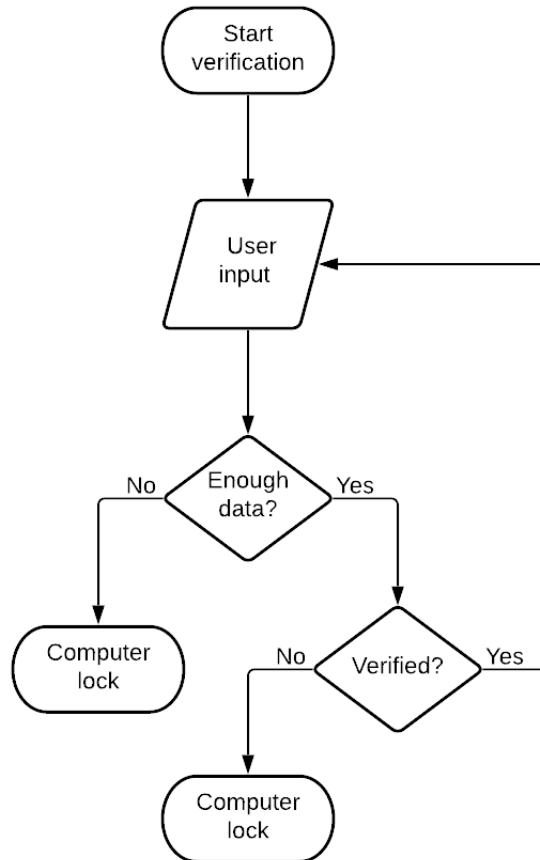 Start
verification
User
input
No
Enough
data?
Yes
Computer
lock
No
Verified?
Yes
Computer
lock